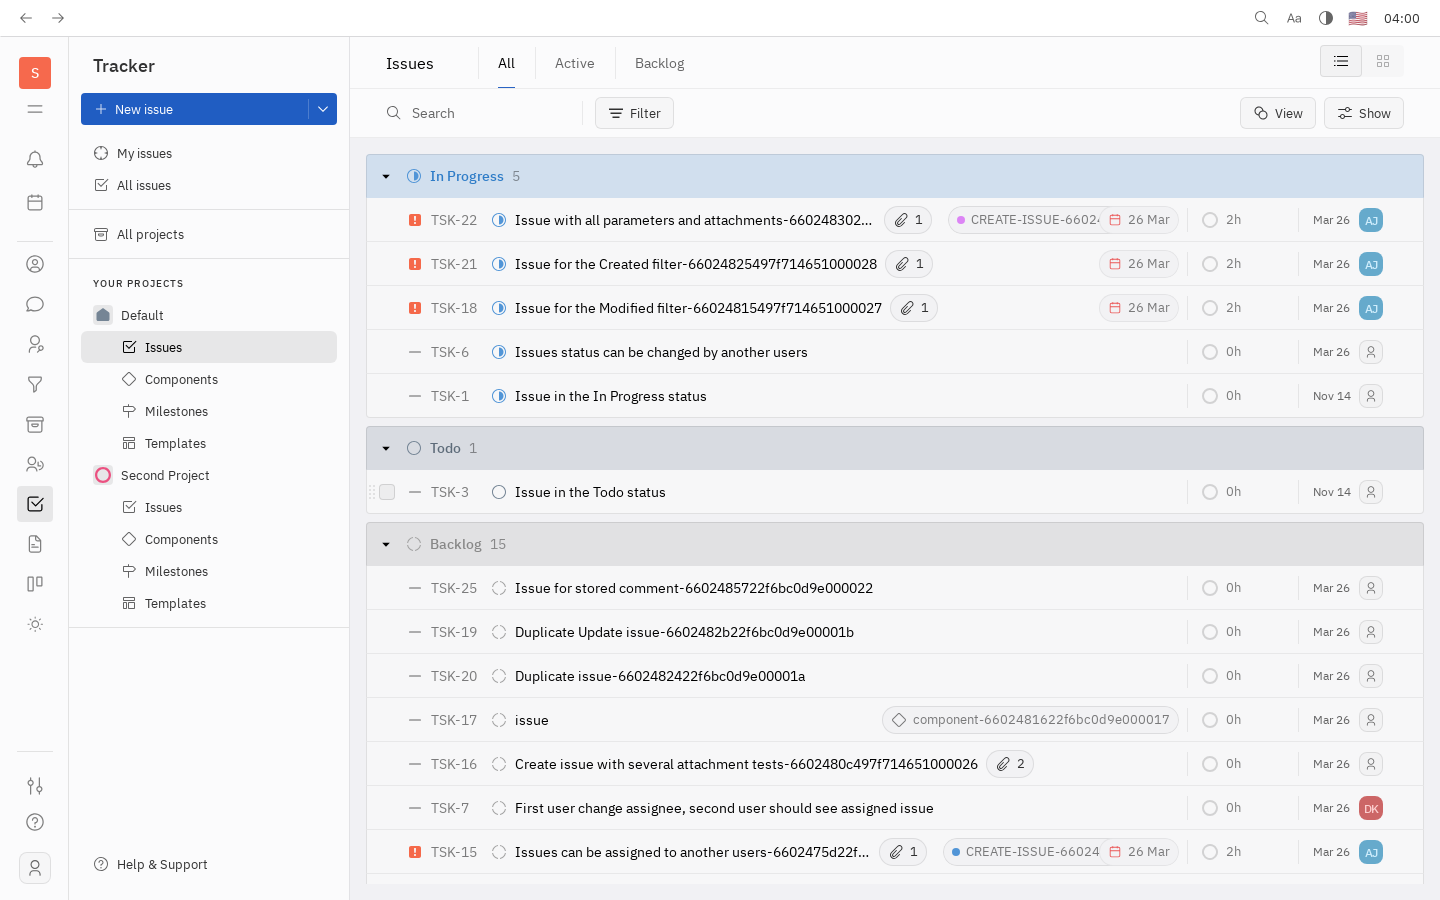 Aa 04:00
S
Tracker
New issue
My issues
All issues
All projects
YOUR PROJECTS
Default
Issues
Components
Milestones
Templates
Second Project
Issues
Components
Milestones
Templates
Help & Support
Issues All Active Backlog
Search Filter View Show
In Progress 5
TSK-22 Issue with all parameters and attachments-660248302... 1 CREATE-ISSUE-6602 26 Mar 2h Mar 26 AJ
TSK-21 Issue for the Created filter-66024825497f714651000028 1 26 Mar 2h Mar 26 AJ
TSK-18 Issue for the Modified filter-66024815497f714651000027 1 26 Mar 2h Mar 26 AJ
TSK-6 Issues status can be changed by another users 0h Mar 26
TSK-1 Issue in the In Progress status 0h Nov 14
Todo 1
TSK-3 Issue in the Todo status 0h Nov 14
Backlog 15
TSK-25 Issue for stored comment-6602485722f6bc0d9e000022 0h Mar 26
TSK-19 Duplicate Update issue-6602482b22f6bc0d9e00001b 0h Mar 26
TSK-20 Duplicate issue-6602482422f6bc0d9e00001a 0h Mar 26
TSK-17 issue component-6602481622f6bc0d9e000017 0h Mar 26
TSK-16 Create issue with several attachment tests-6602480c497f714651000026 2 0h Mar 26
TSK-7 First user change assignee, second user should see assigned issue 0h Mar 26 DK
TSK-15 Issues can be assigned to another users-6602475d22f... 1 CREATE-ISSUE-66024 26 Mar 2h Mar 26 AJ